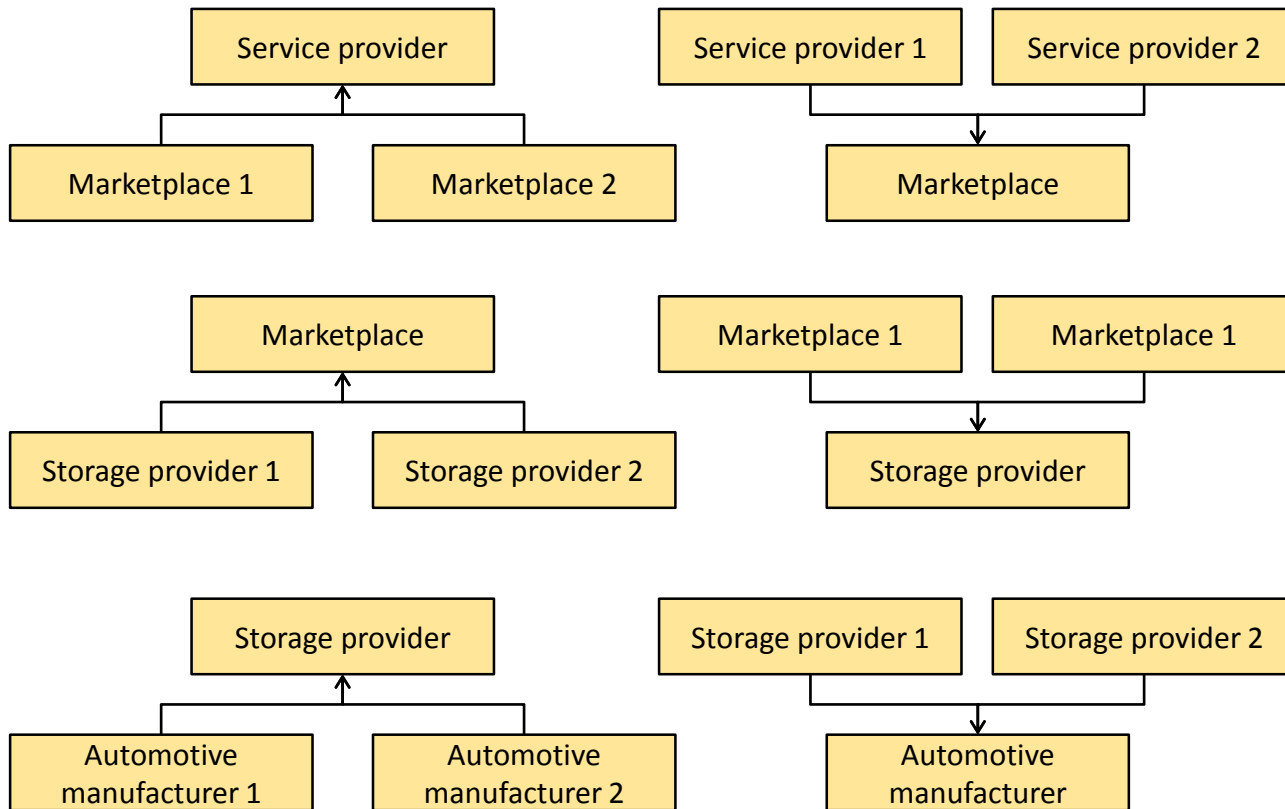 Service provider
Service provider 1
Service provider 2
Marketplace 1
Marketplace 2
Marketplace
Marketplace
Marketplace 1
Marketplace 1
Storage provider 1
Storage provider 2
Storage provider
Storage provider
Storage provider 1
Storage provider 2
Automotive
manufacturer 1
Automotive
manufacturer 2
Automotive
manufacturer